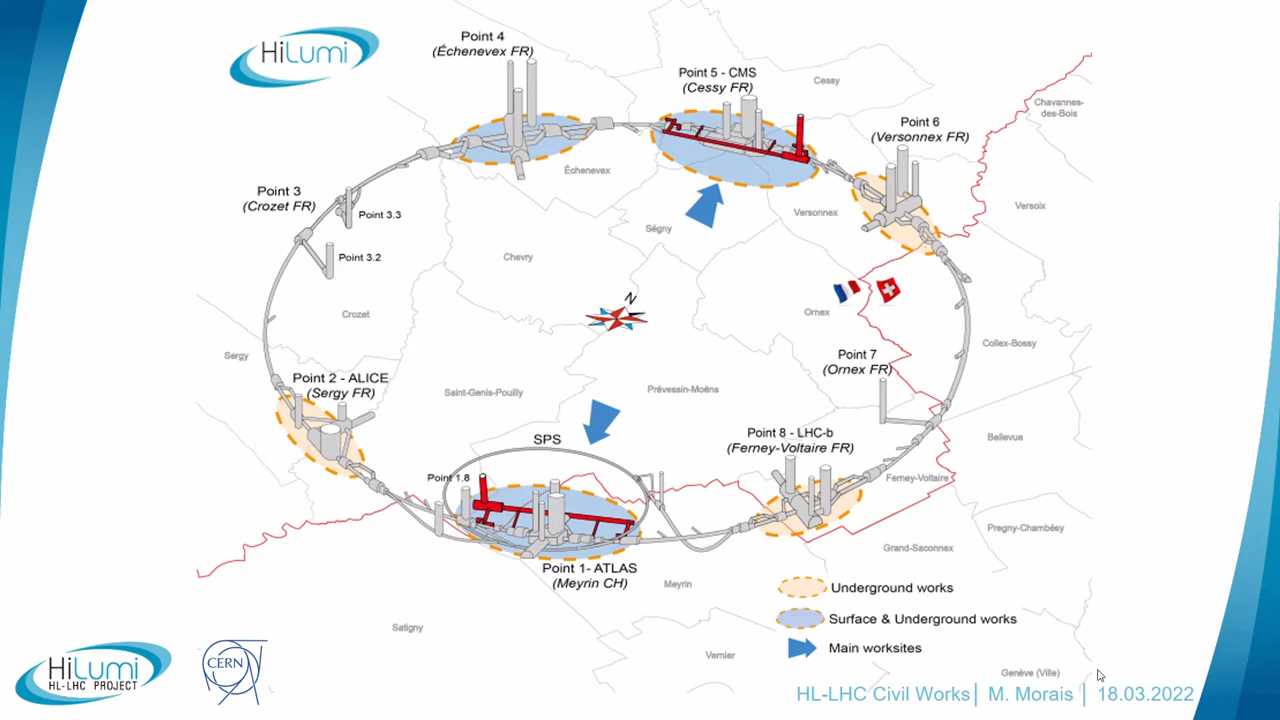 HiLumi
Point 4
(Échenevex FR)
Point 5 - CMS
(Cessy FR)
Cessy
Chavannes-
des-Bois
Point 6
(Versonnex FR)
Échenevex
Point 3
(Crozet FR)
Point 3.3
Versonnex
Versoix
Ségny
Point 3.2
Chevry
N
Crozet
Ornex
Collex-Bossy
Sergy
Point 7
(Ornex FR)
Point 2 - ALICE
(Sergy FR)
Saint-Genis-Pouilly
Prévessin-Moëns
SPS
Point 8 - LHC-b
(Ferney-Voltaire FR)
Bellevue
Point 1.8
Ferney-Voltaire
Pregny-Chambésy
Grand-Saconnex
Point 1- ATLAS
(Meyrin CH)
Meyrin
Underground works
Surface & Underground works
Satigny
Main worksites
Vernier
Genève (Ville)
HiLumi
HL-LHC PROJECT
CERN
HL-LHC Civil Works│ M. Morais │ 18.03.2022